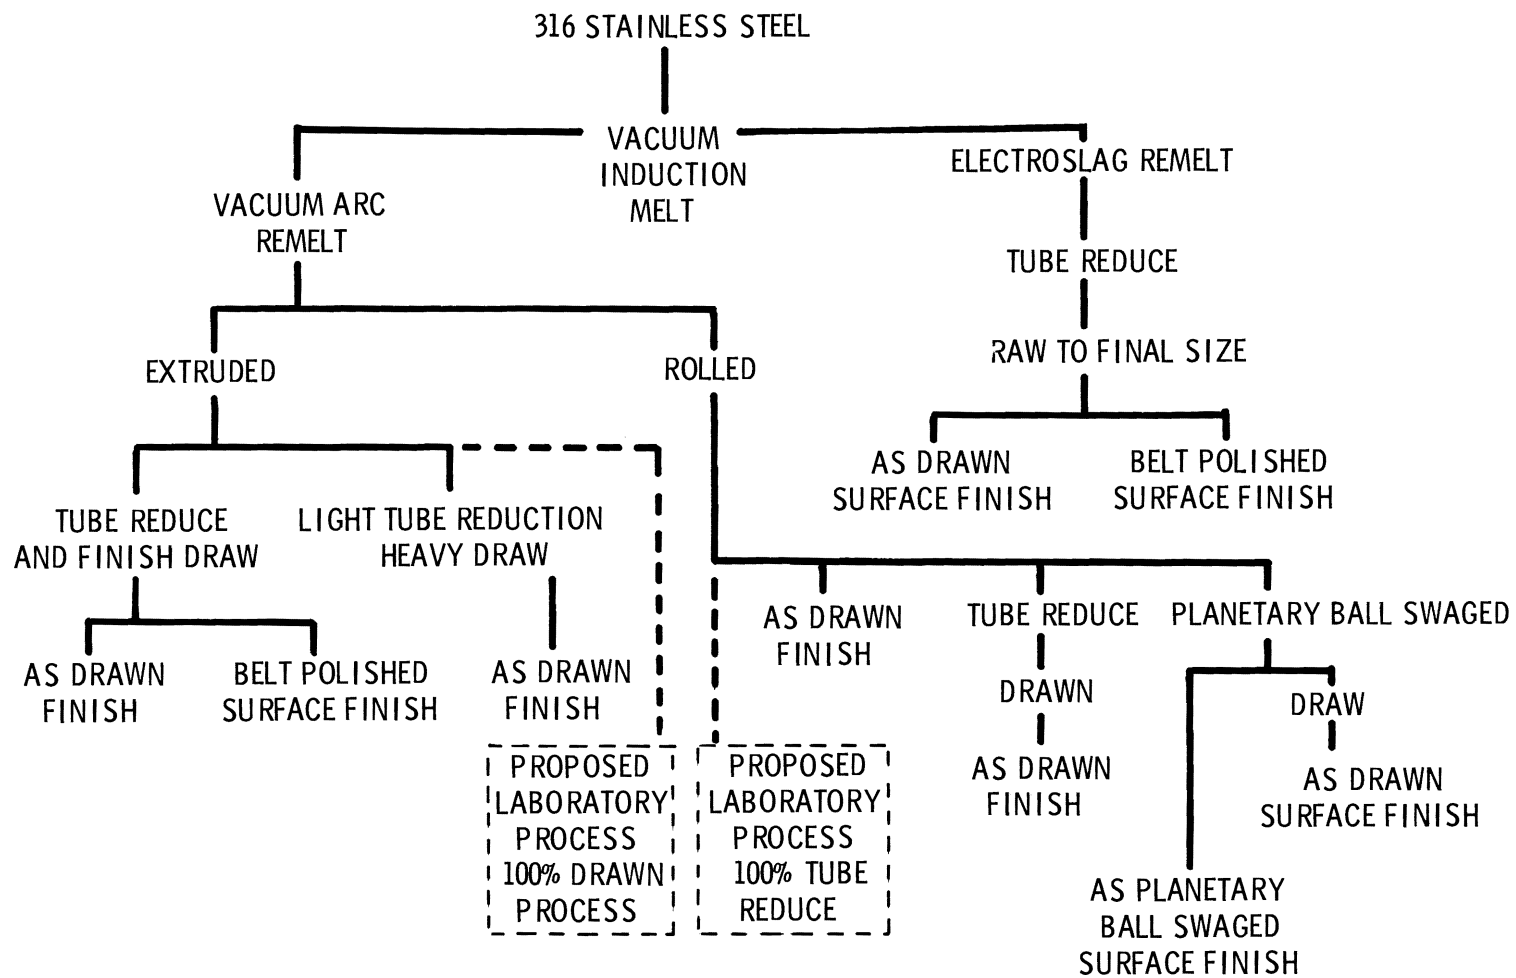 316 STAINLESS STEEL
VACUUM
INDUCTION
MELT
VACUUM ARC
REMELT
ELECTROSLAG REMELT
TUBE REDUCE
RAW TO FINAL SIZE
AS DRAWN
SURFACE FINISH
BELT POLISHED
SURFACE FINISH
EXTRUDED
ROLLED
TUBE REDUCE
AND FINISH DRAW
LIGHT TUBE REDUCTION
HEAVY DRAW
AS DRAWN
FINISH
BELT POLISHED
SURFACE FINISH
AS DRAWN
FINISH
PROPOSED
LABORATORY
PROCESS
100% DRAWN
PROCESS
PROPOSED
LABORATORY
PROCESS
100% TUBE
REDUCE
AS DRAWN
FINISH
TUBE REDUCE
DRAWN
AS DRAWN
FINISH
PLANETARY BALL SWAGED
DRAW
AS DRAWN
SURFACE FINISH
AS PLANETARY
BALL SWAGED
SURFACE FINISH